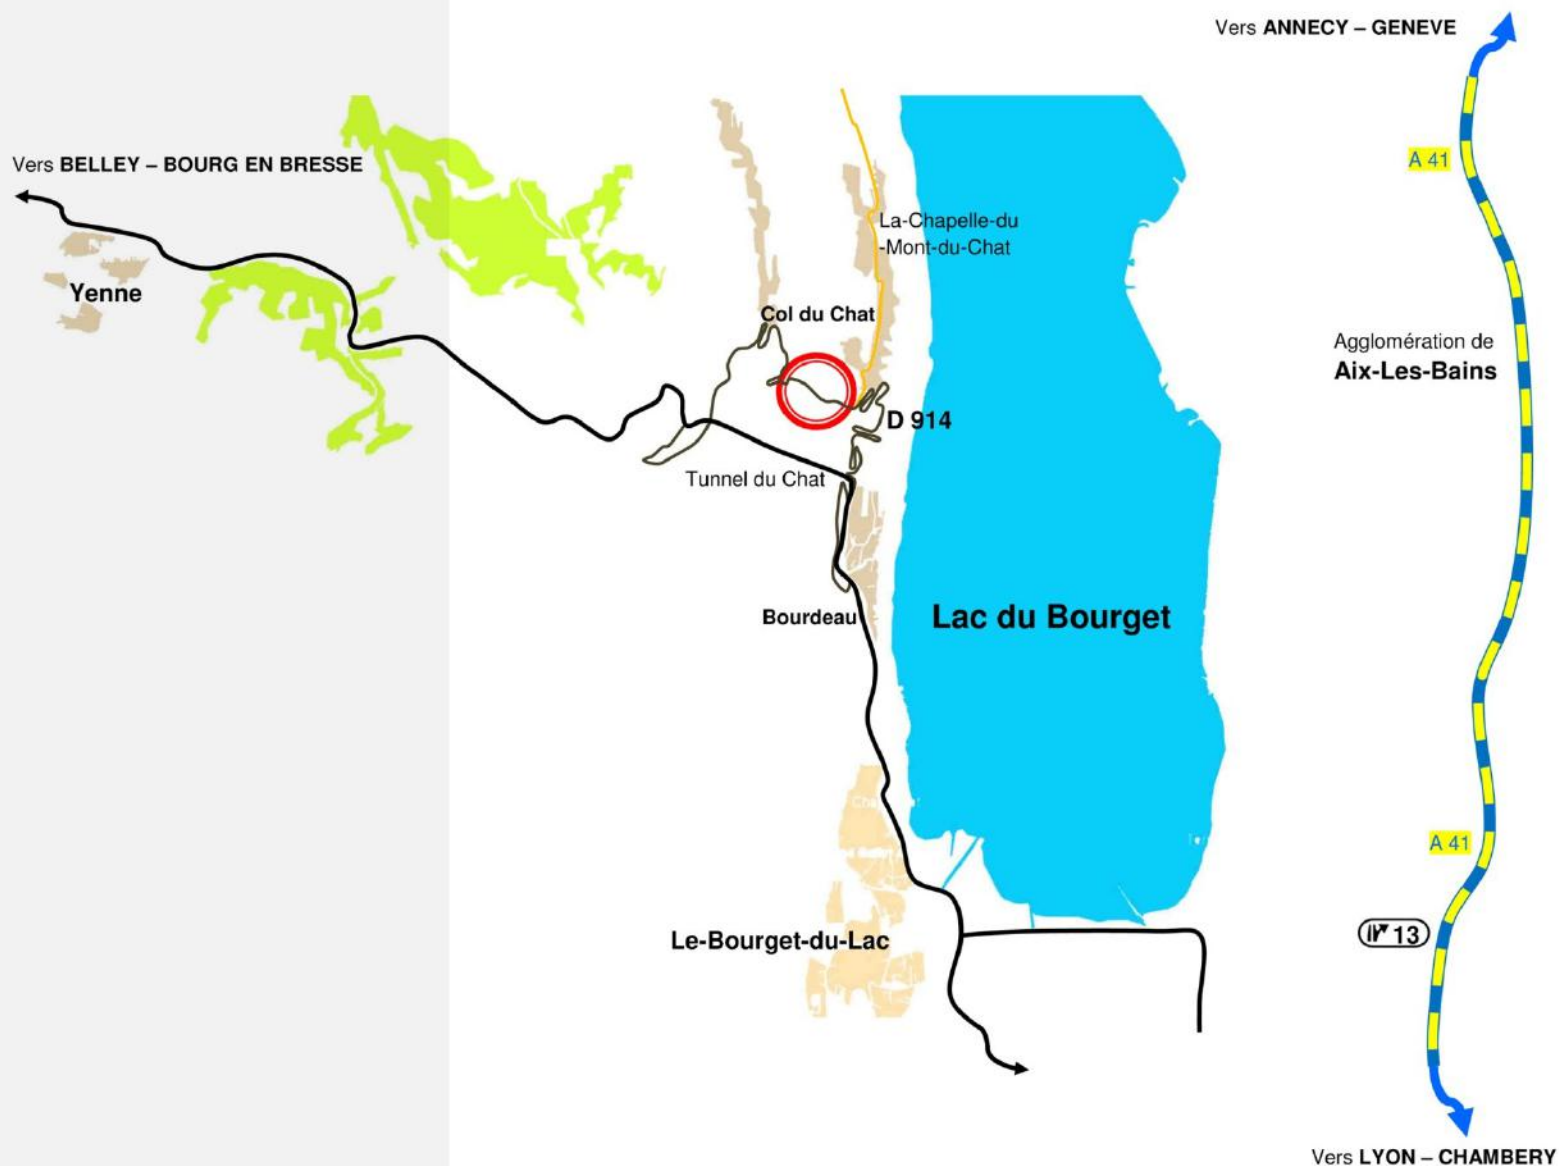 Vers ANNECY – GENEVE
A 41
Vers BELLEY – BOURG EN BRESSE
La-Chapelle-du
-Mont-du-Chat
Yenne
Col du Chat
Agglomération de
Aix-Les-Bains
D 914
Tunnel du Chat
Bourdeau
Lac du Bourget
A 41
13
Le-Bourget-du-Lac
Vers LYON – CHAMBERY